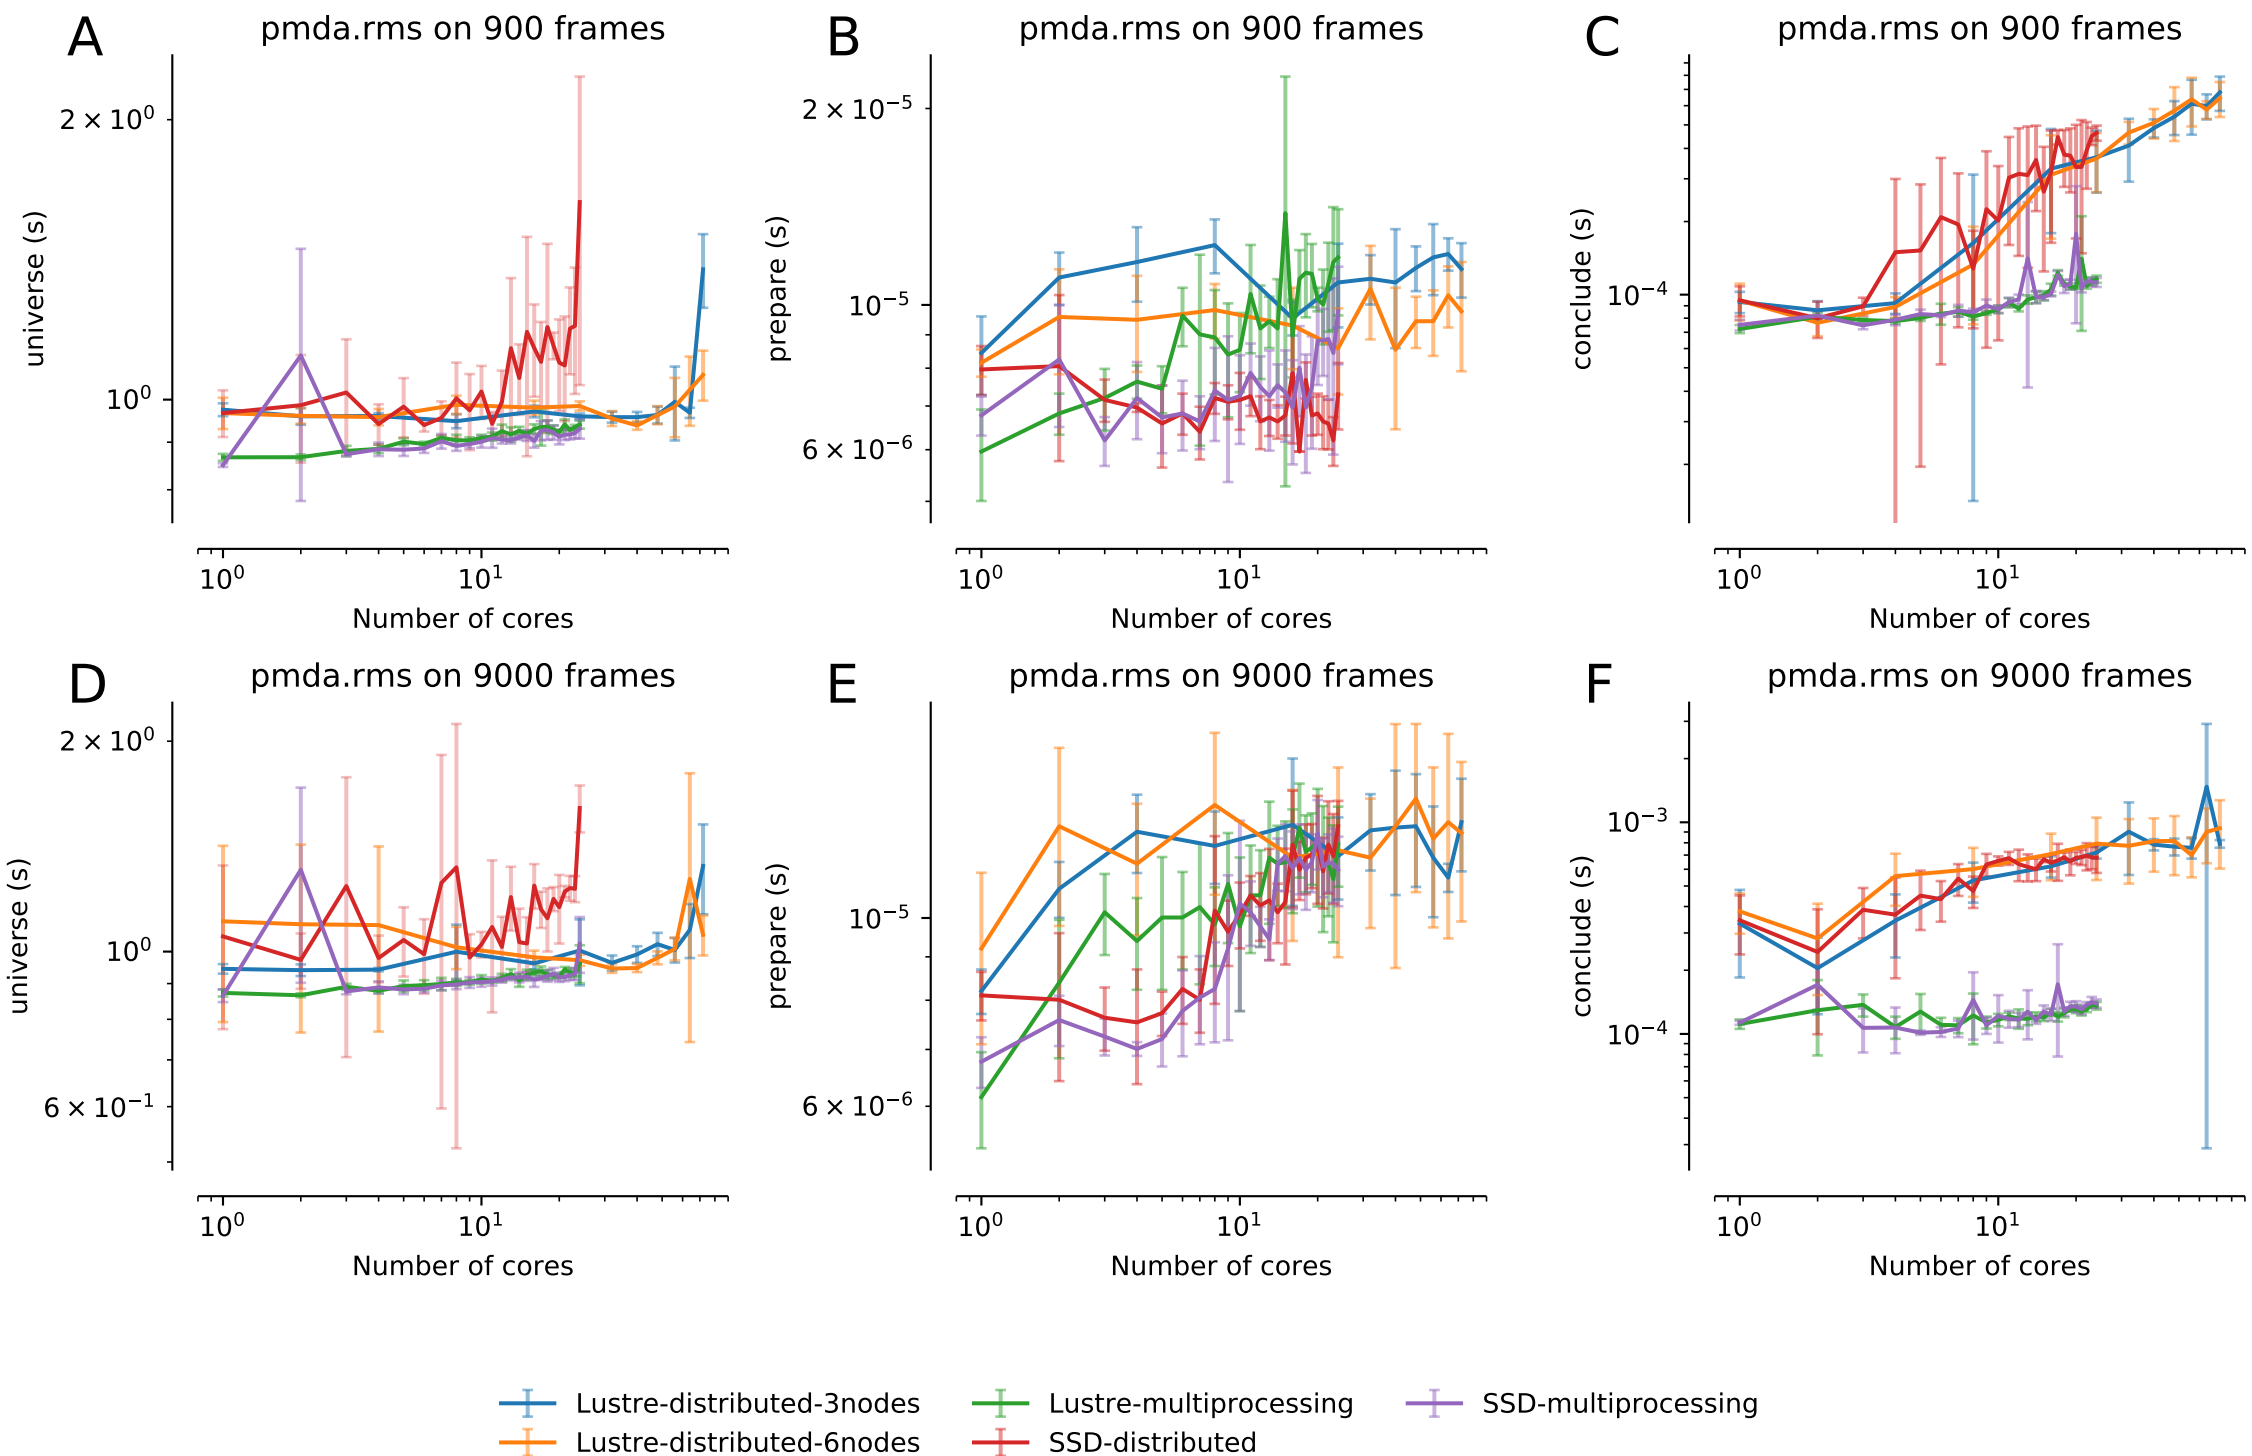 A pmda.rms on 900 frames
universe (s)
2 × 10⁰
10⁰
10⁰ 10¹
Number of cores
B pmda.rms on 900 frames
prepare (s)
2 × 10⁻⁵
10⁻⁵
6 × 10⁻⁶
10⁰ 10¹
Number of cores
C pmda.rms on 900 frames
conclude (s)
10⁻⁴
10⁰ 10¹
Number of cores
D pmda.rms on 9000 frames
universe (s)
2 × 10⁰
10⁰
6 × 10⁻¹
10⁰ 10¹
Number of cores
E pmda.rms on 9000 frames
prepare (s)
10⁻⁵
6 × 10⁻⁶
10⁰ 10¹
Number of cores
F pmda.rms on 9000 frames
conclude (s)
10⁻³
10⁻⁴
10⁰ 10¹
Number of cores
Lustre-distributed-3nodes Lustre-multiprocessing SSD-multiprocessing
Lustre-distributed-6nodes SSD-distributed